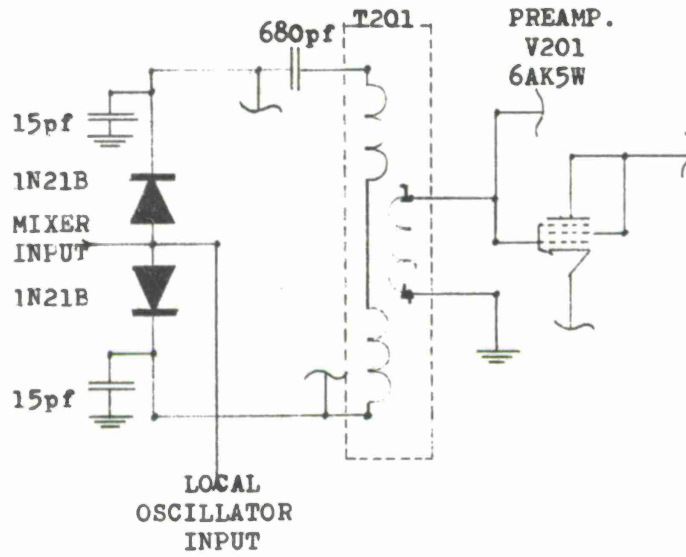 680pf
T201
PREAMP.
V201
6AK5W
15pf
1N21B
MIXER
INPUT
1N21B
15pf
LOCAL
OSCILLATOR
INPUT